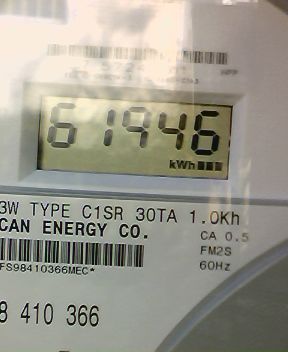 61946
kWh
3W TYPE C1SR 30TA 1.0Kh
CAN ENERGY CO.
CA 0.5
FM2S
60Hz
FS98410366MEC*
8 410 366